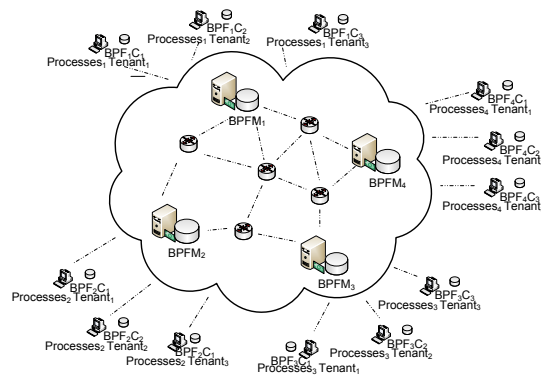 BPF₁C₂
Processes₁ Tenant₂
BPF₁C₃
Processes₁ Tenant₃
BPF₁C₁
Processes₁ Tenant₁
BPF₄C₁
Processes₄ Tenant₁
BPFM₁
BPF₄C₂
Processes₄ Tenant
BPFM₄
BPF₄C₃
Processes₄ Tenant
BPFM₂
BPFM₃
BPF₂C₁
Processes₂ Tenant₁
BPF₃C₃
Processes₃ Tenant₃
BPF₂C₂
Processes₂ Tenant₂
BPF₂C₁
Processes₂ Tenant₃
BPF₃C₁
Processes₃ Tenant₁
BPF₃C₂
Processes₃ Tenant₂